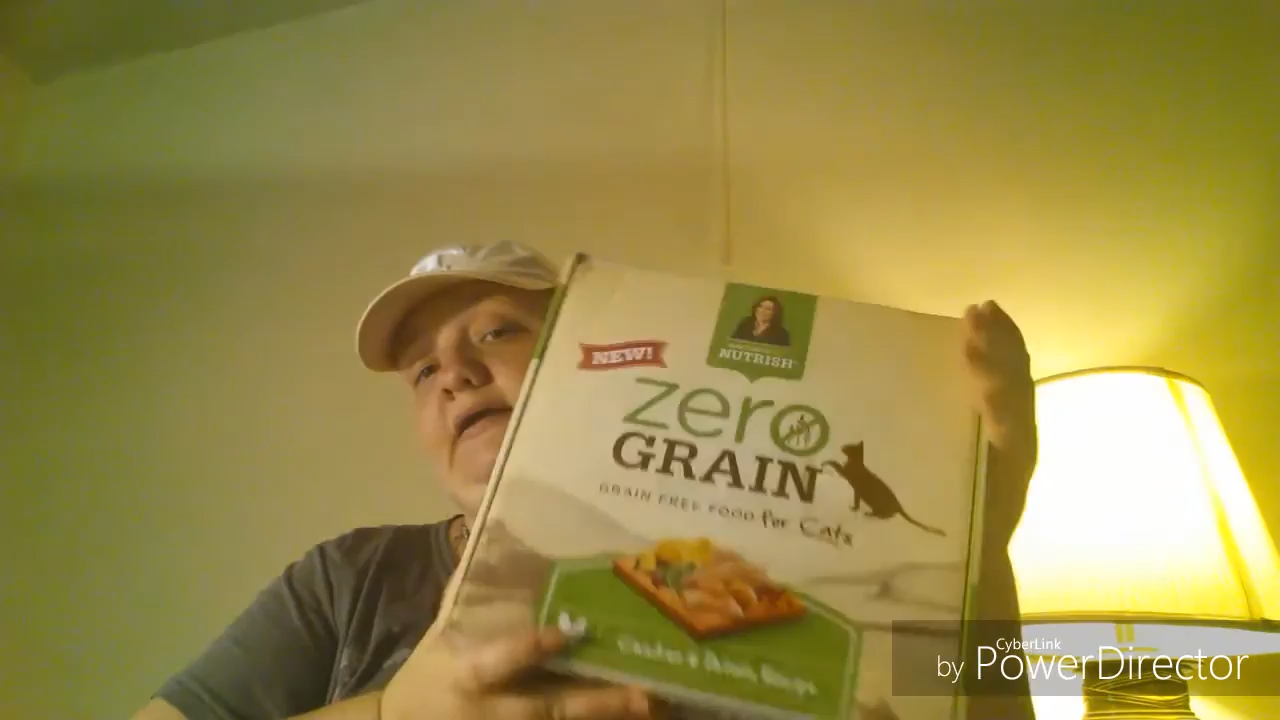 NUTRISH
NEW!
zero
GRAIN
GRAIN FREE FOOD for Cats
CyberLink
by PowerDirector